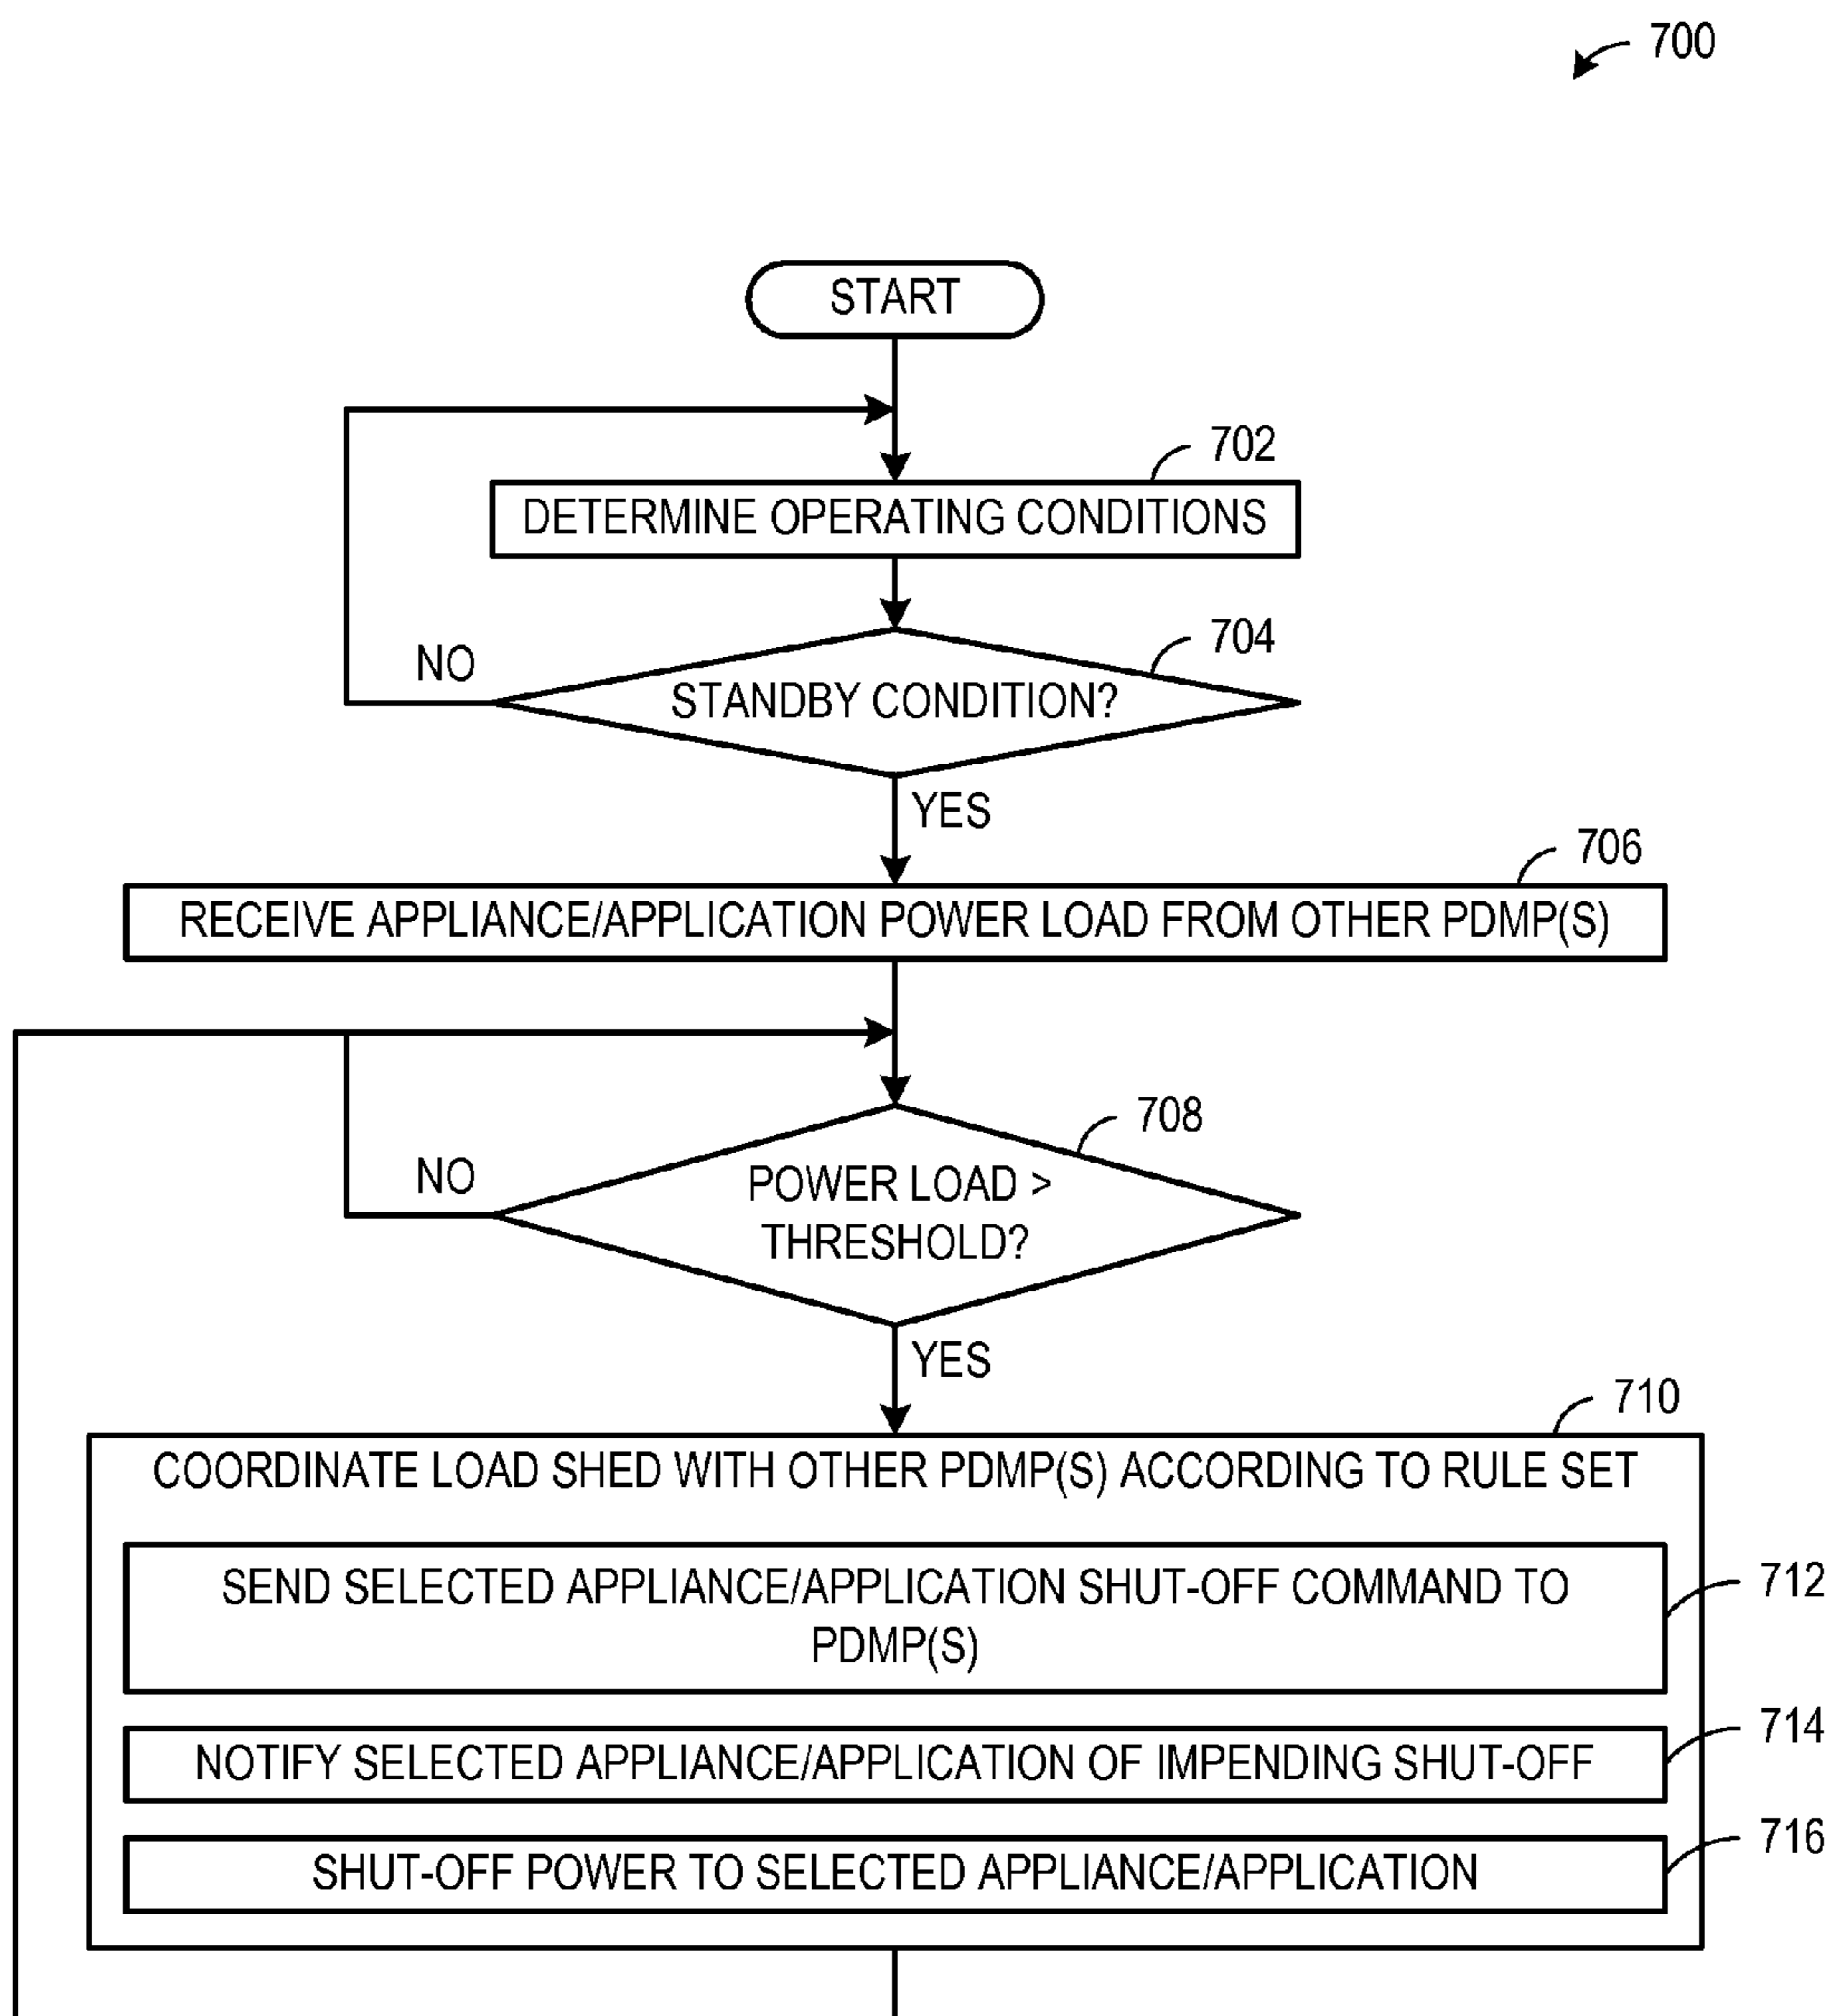 700
START
702
DETERMINE OPERATING CONDITIONS
704
NO
STANDBY CONDITION?
YES
706
RECEIVE APPLIANCE/APPLICATION POWER LOAD FROM OTHER PDMP(S)
708
NO
POWER LOAD >
THRESHOLD?
YES
710
COORDINATE LOAD SHED WITH OTHER PDMP(S) ACCORDING TO RULE SET
712
SEND SELECTED APPLIANCE/APPLICATION SHUT-OFF COMMAND TO
PDMP(S)
714
NOTIFY SELECTED APPLIANCE/APPLICATION OF IMPENDING SHUT-OFF
716
SHUT-OFF POWER TO SELECTED APPLIANCE/APPLICATION